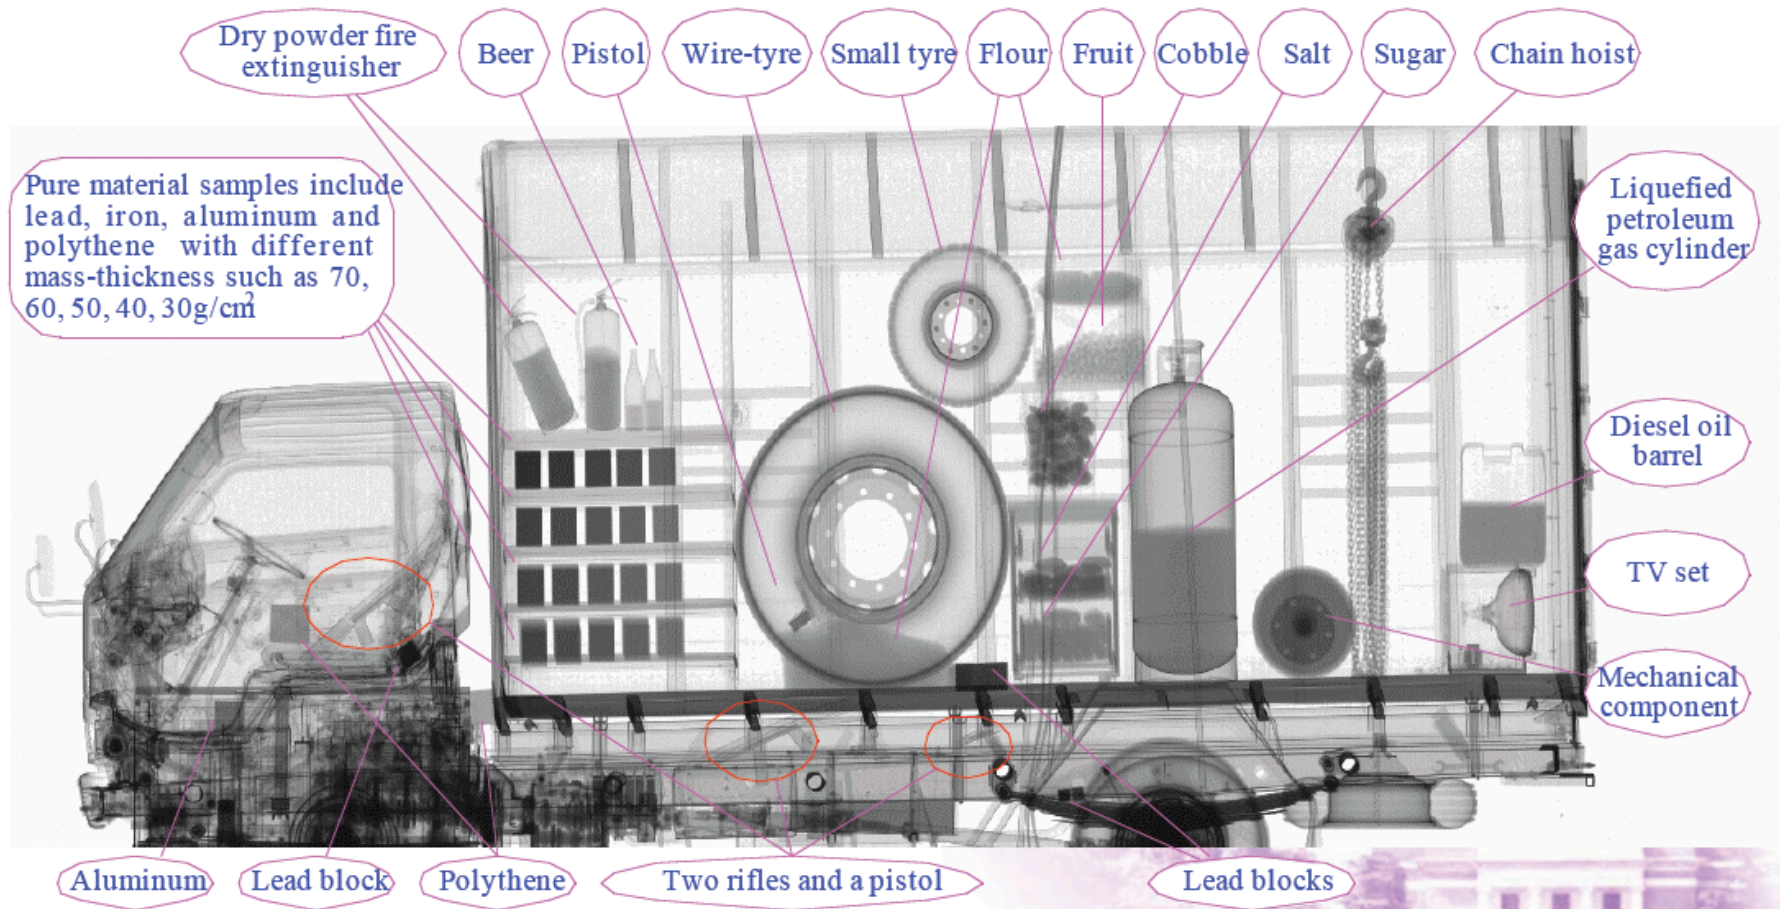 Dry powder fire
extinguisher
Beer
Pistol
Wire-tyre
Small tyre
Flour
Fruit
Cobble
Salt
Sugar
Chain hoist
Pure material samples include
lead, iron, aluminum and
polythene with different
mass-thickness such as 70,
60, 50, 40, 30g/cm²
Liquefied
petroleum
gas cylinder
Diesel oil
barrel
TV set
Mechanical
component
Aluminum
Lead block
Polythene
Two rifles and a pistol
Lead blocks